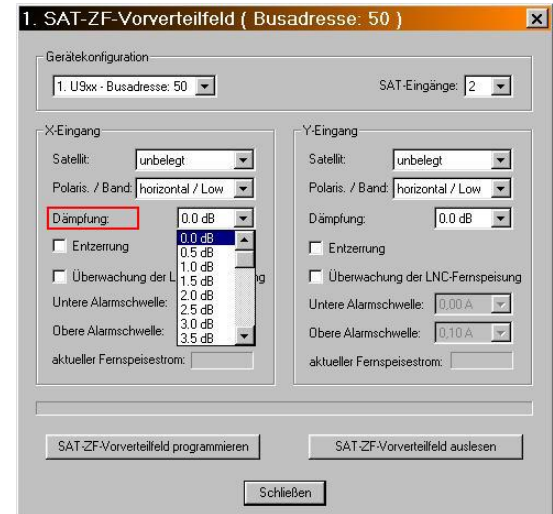 1. SAT-ZF-Vorverteilfeld ( Busadresse: 50 )
Gerätekonfiguration
1. U9xx - Busadresse: 50
SAT-Eingänge: 2
X-Eingang
Satellit: unbelegt
Polaris. / Band: horizontal / Low
Dämpfung: 0.0 dB
0.0 dB
0.5 dB
1.0 dB
1.5 dB
2.0 dB
2.5 dB
3.0 dB
3.5 dB
Entzerrung
Überwachung der L ng
Untere Alarmschwelle:
Obere Alarmschwelle:
aktueller Fernspeisestrom:
Y-Eingang
Satellit: unbelegt
Polaris. / Band: horizontal / Low
Dämpfung: 0.0 dB
Entzerrung
Überwachung der LNC-Fernspeisung
Untere Alarmschwelle: 0,00 A
Obere Alarmschwelle: 0,10 A
aktueller Fernspeisestrom:
SAT-ZF-Vorverteilfeld programmieren
SAT-ZF-Vorverteilfeld auslesen
Schließen